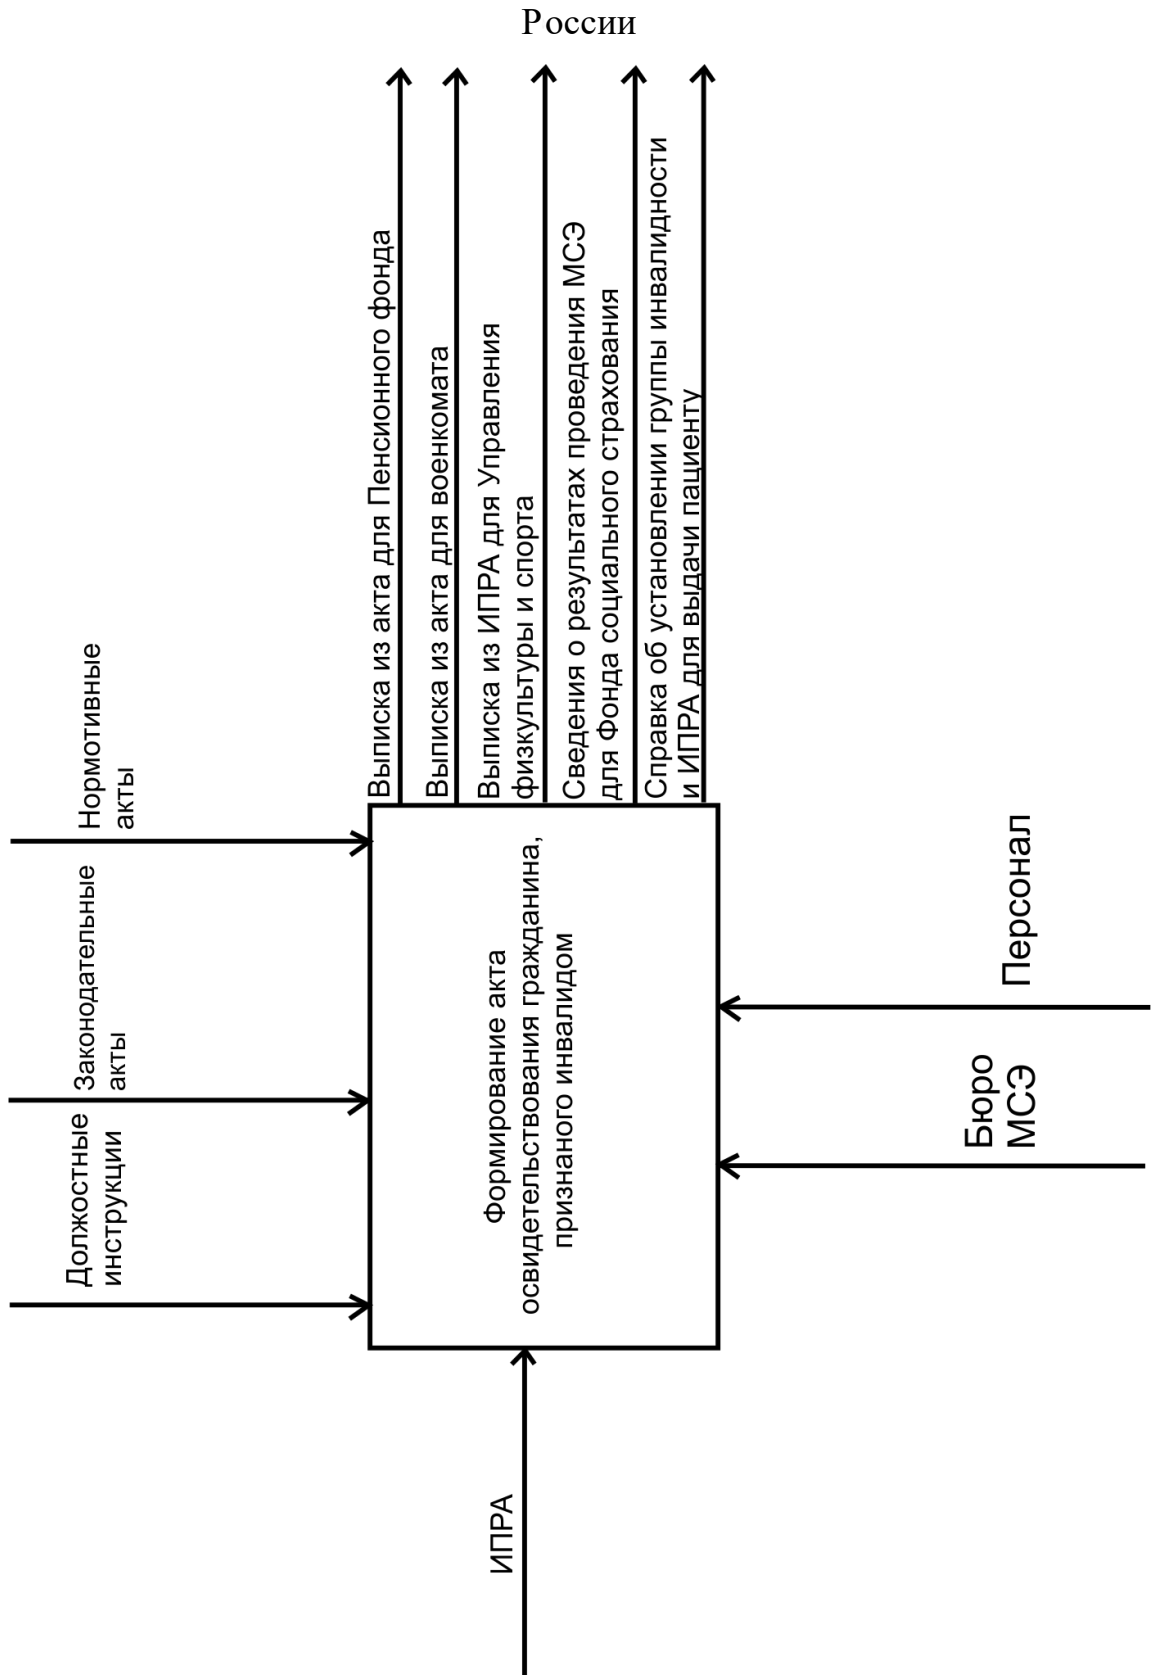 России
Должостные
инструкции
Законодательные
акты
Нормотивные
акты
ИПРА
Формирование акта
освидетельствования гражданина,
признаного инвалидом
Выписка из акта для Пенсионного фонда
Выписка из акта для военкомата
Выписка из ИПРА для Управления
физкультуры и спорта
Сведения о результатах проведения МСЭ
для Фонда социального страхования
Справка об установлении группы инвалидности
и ИПРА для выдачи пациенту
Бюро
МСЭ
Персонал